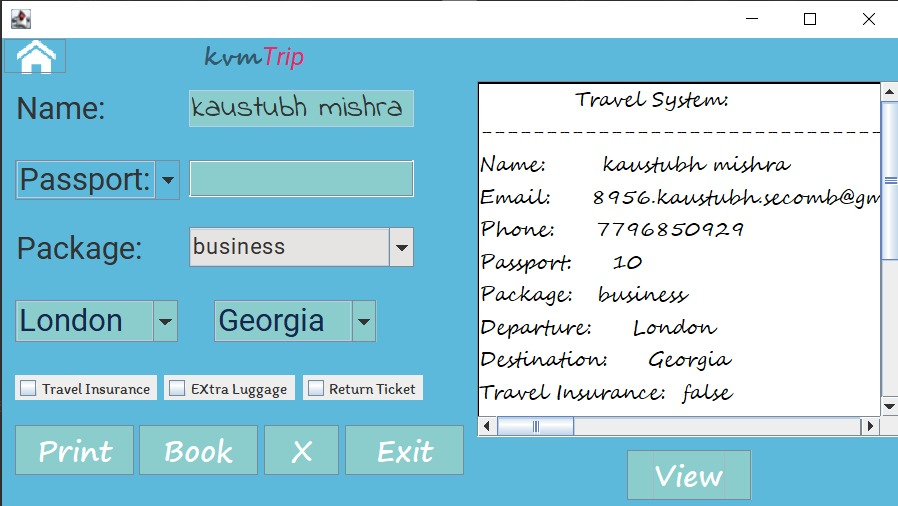 kvmTrip
Name: kaustubh mishra
Passport:
Package: business
London Georgia
Travel Insurance EXtra Luggage Return Ticket
Print Book X Exit
Travel System:
--------------------------------
Name: kaustubh mishra
Email: 8956.kaustubh.secomb@gm
Phone: 7796850929
Passport: 10
Package: business
Departure: London
Destination: Georgia
Travel Insurance: false
View